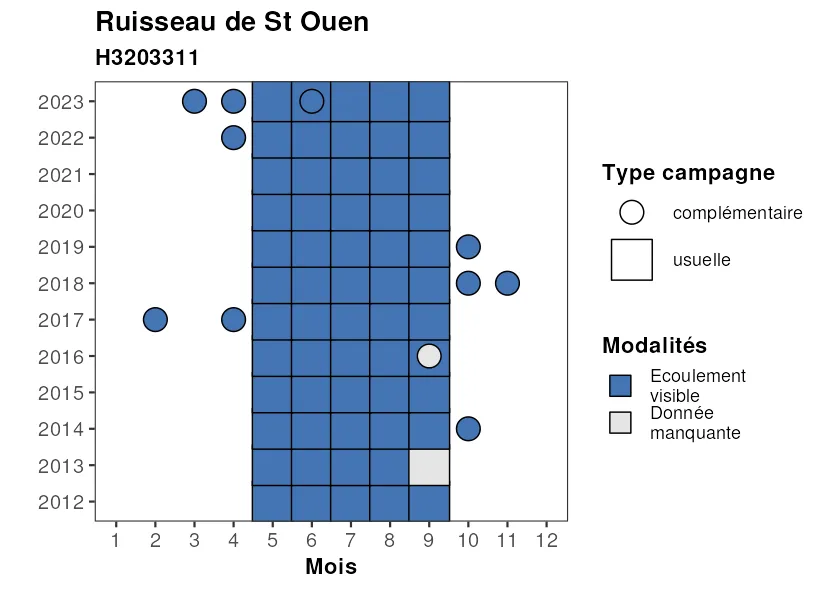 Ruisseau de St Ouen
H3203311
2023
2022
2021
2020
2019
2018
2017
2016
2015
2014
2013
2012
1 2 3 4 5 6 7 8 9 10 11 12
Mois
Type campagne
complémentaire
usuelle
Modalités
Ecoulement
visible
Donnée
manquante